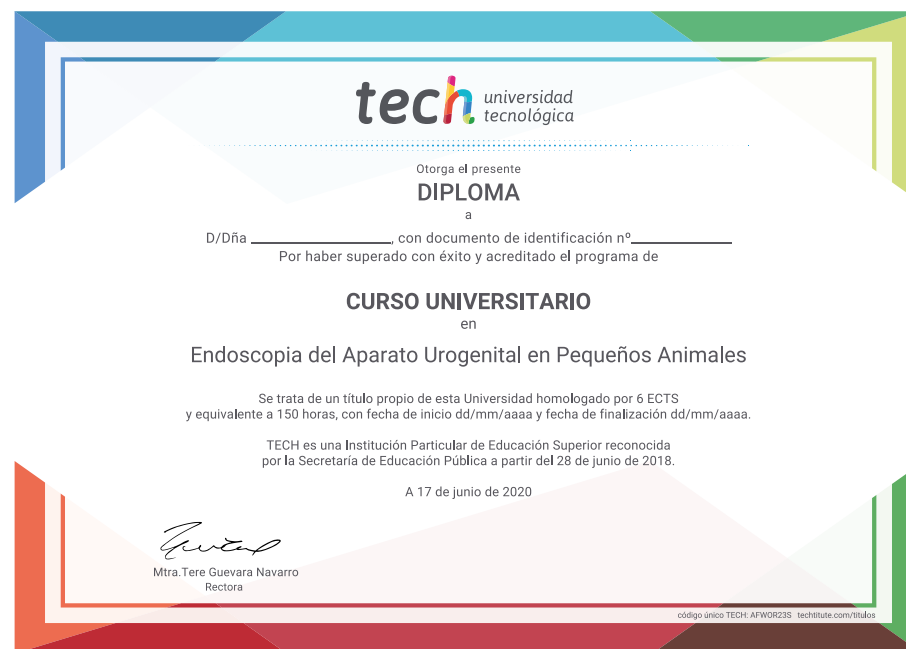 tech universidad
tecnológica
Otorga el presente
DIPLOMA
a
D/Dña ____________________, con documento de identificación nº______________
Por haber superado con éxito y acreditado el programa de
CURSO UNIVERSITARIO
en
Endoscopia del Aparato Urogenital en Pequeños Animales
Se trata de un título propio de esta Universidad homologado por 6 ECTS
y equivalente a 150 horas, con fecha de inicio dd/mm/aaaa y fecha de finalización dd/mm/aaaa.
TECH es una Institución Particular de Educación Superior reconocida
por la Secretaría de Educación Pública a partir del 28 de junio de 2018.
A 17 de junio de 2020
Mtra.Tere Guevara Navarro
Rectora
código único TECH: AFWOR23S techtitute.com/titulos